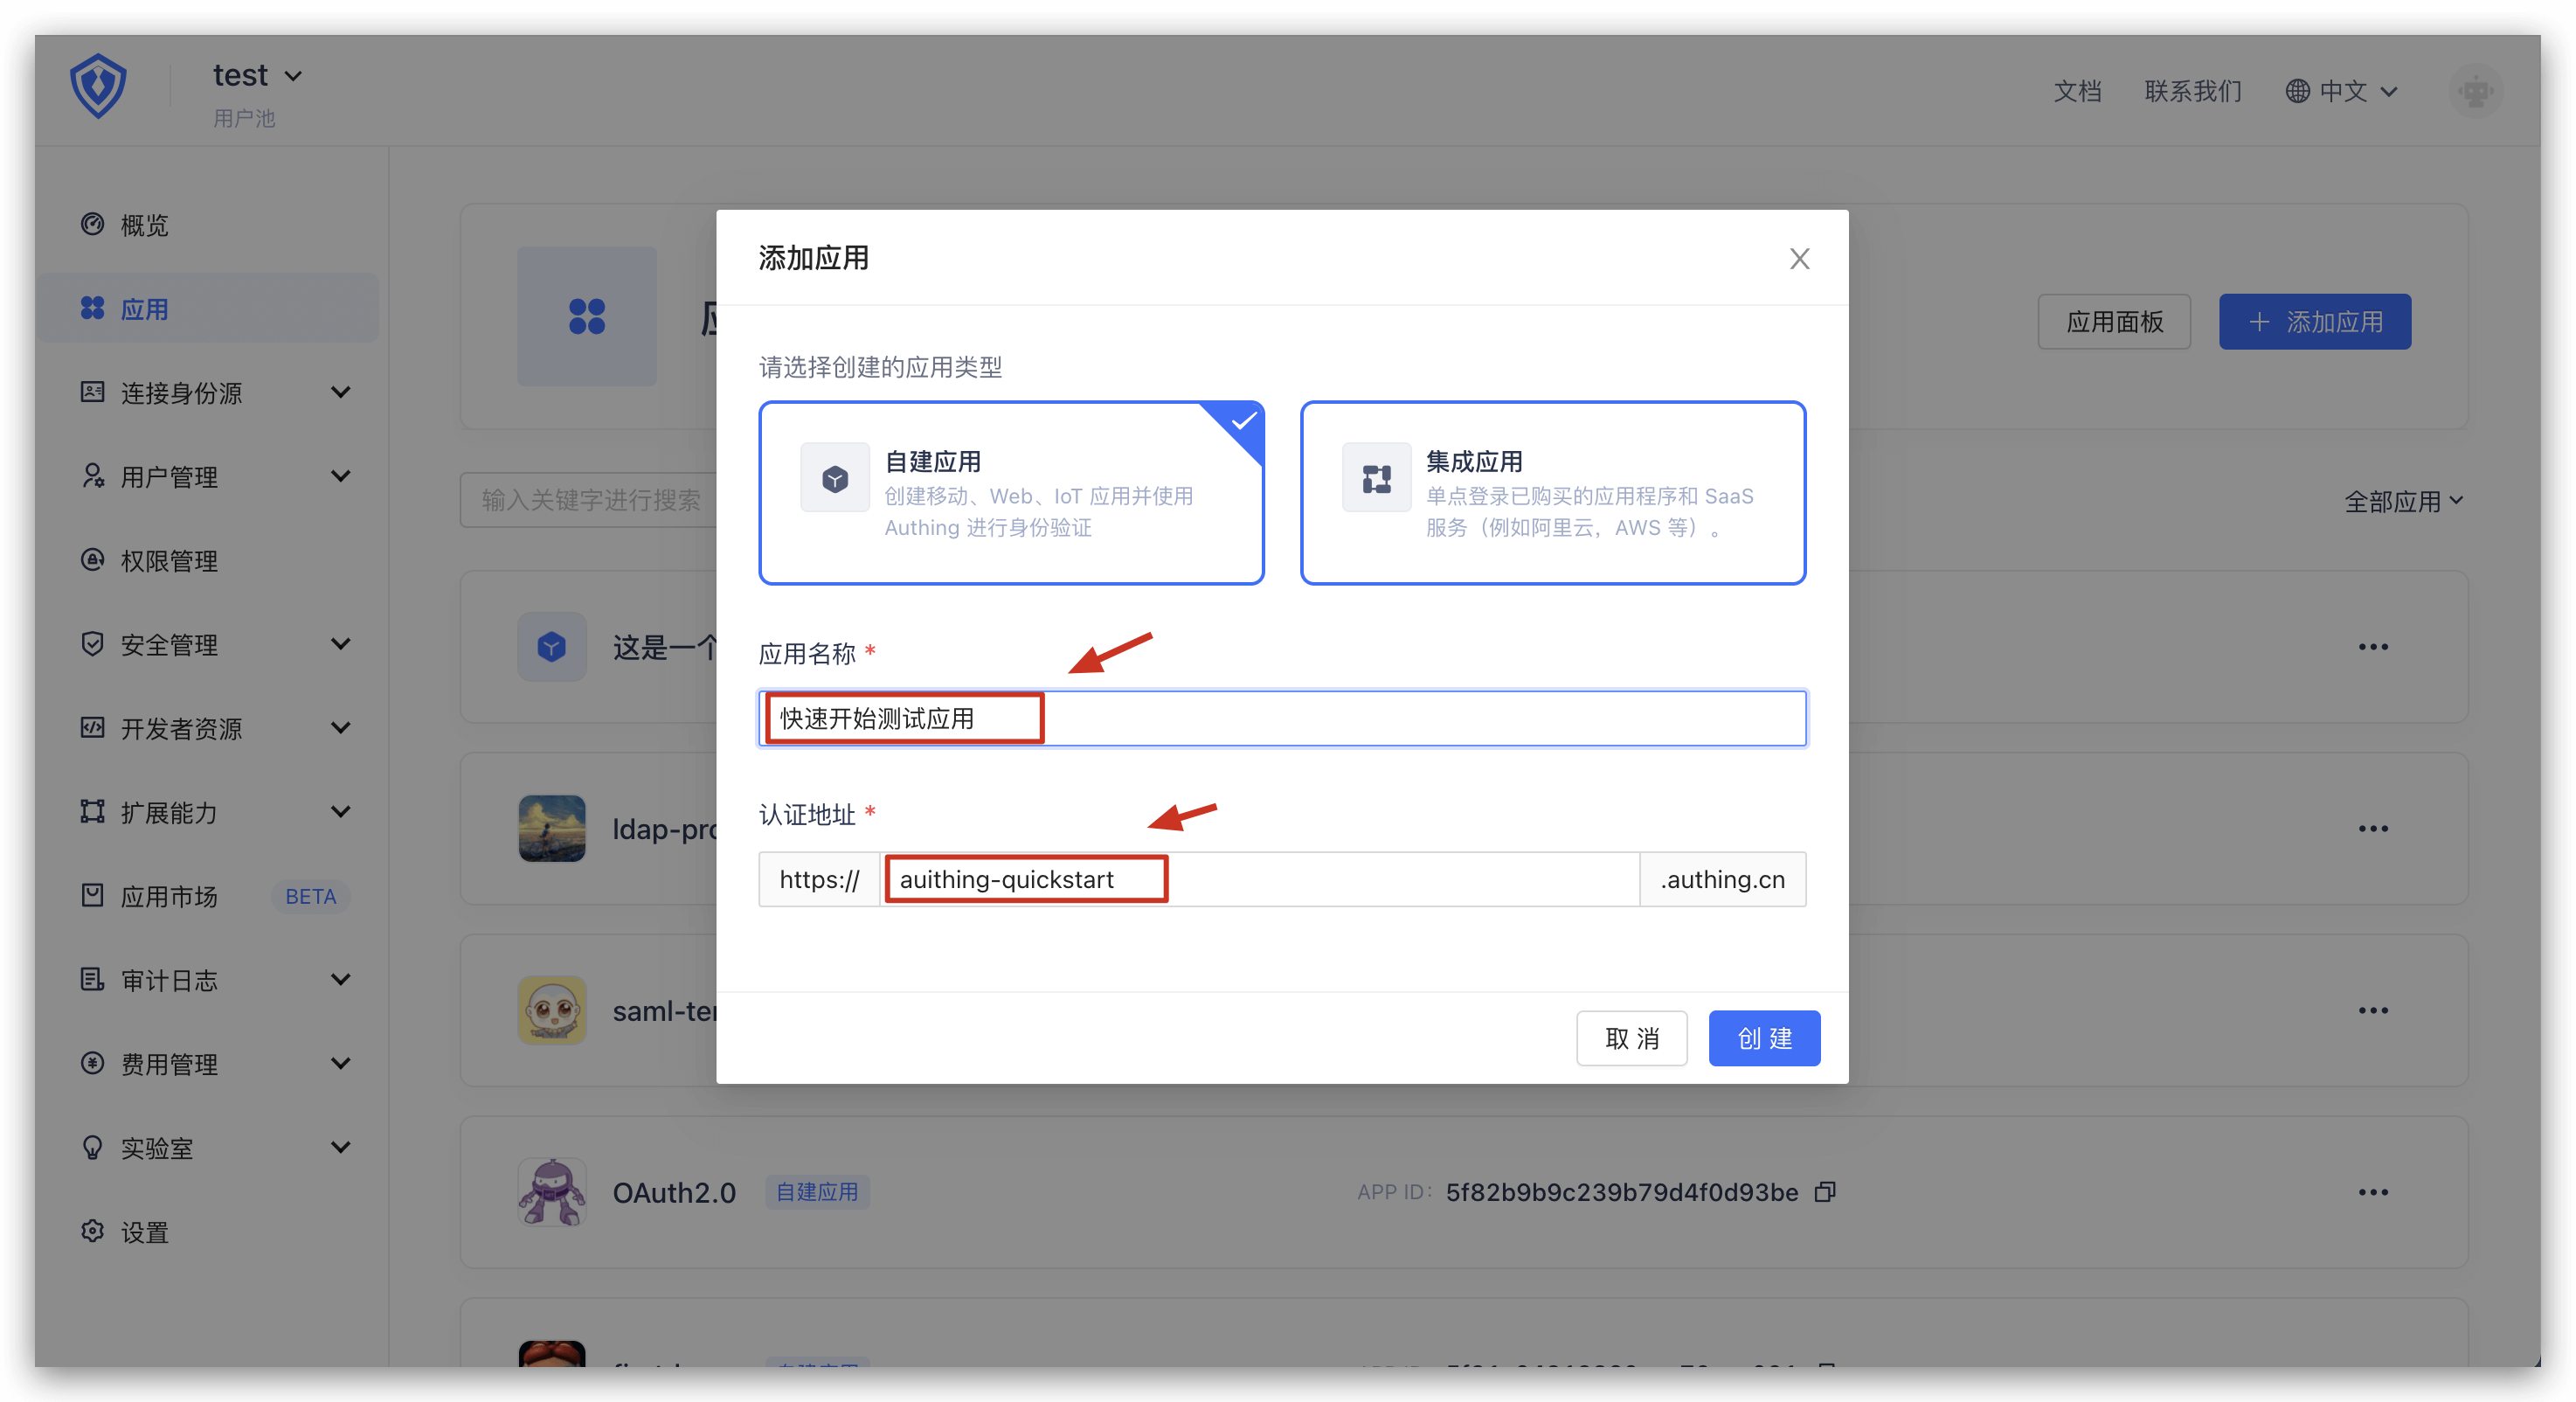 test
用户池
文档
联系我们
中文
概览
应用
连接身份源
用户管理
权限管理
安全管理
开发者资源
扩展能力
应用市场 BETA
审计日志
费用管理
实验室
设置
应用面板
添加应用
输入关键字进行搜索
全部应用
这是一个
ldap-pro
saml-te
OAuth2.0 自建应用 APP ID: 5f82b9b9c239b79d4f0d93be
添加应用
请选择创建的应用类型
自建应用
创建移动、Web、IoT 应用并使用
Authing 进行身份验证
集成应用
单点登录已购买的应用程序和 SaaS
服务（例如阿里云，AWS 等）。
应用名称 *
快速开始测试应用
认证地址 *
https:// auithing-quickstart .authing.cn
取 消
创 建